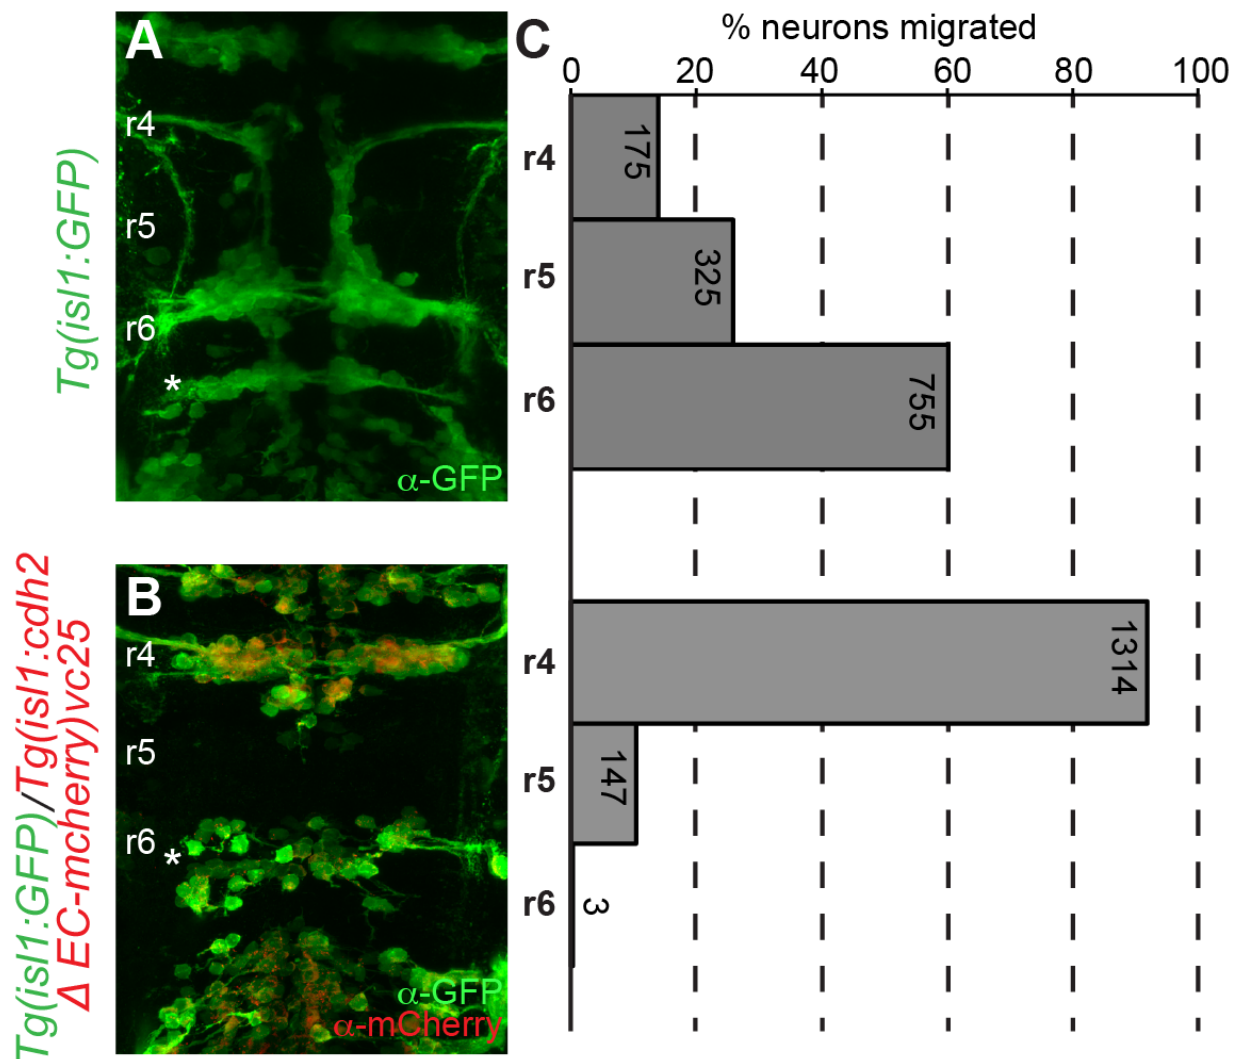 A
Tg(isl1:GFP)
r4
r5
r6
*
α-GFP
B
Tg(isl1:GFP)/Tg(isl1:cdh2
Δ EC-mcherry)vc25
r4
r5
r6
*
α-GFP
α-mCherry
C
% neurons migrated
0 20 40 60 80 100
r4 175
r5 325
r6 755
r4 1314
r5 147
r6 3